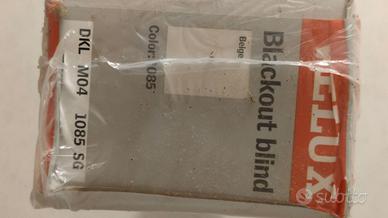 VELUX
Blackout blind
Beige
Color: 1085
DKL M04 1085 SG
subito